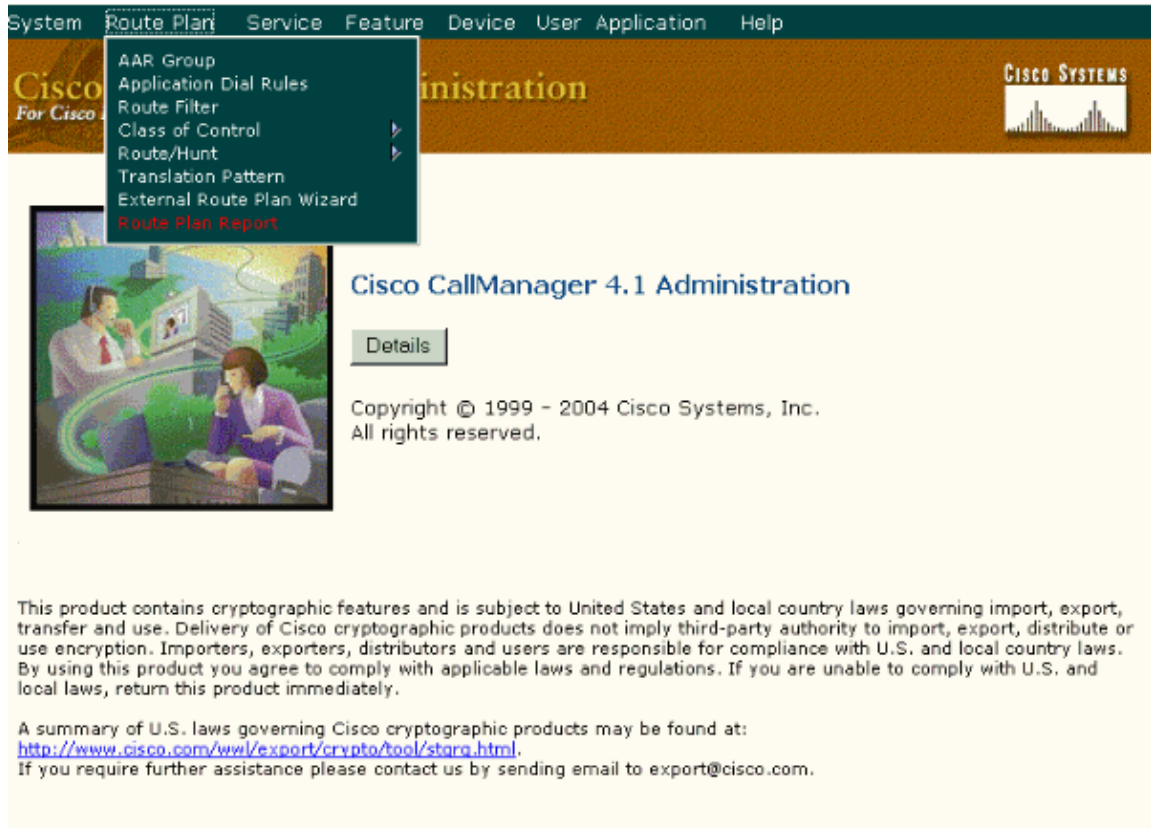 System Route Plan Service Feature Device User Application Help
AAR Group
Application Dial Rules
Route Filter
Class of Control
Route/Hunt
Translation Pattern
External Route Plan Wizard
Route Plan Report
Cisco
For Cisco
CISCO SYSTEMS
Cisco CallManager 4.1 Administration
Details
Copyright © 1999 - 2004 Cisco Systems, Inc.
All rights reserved.
This product contains cryptographic features and is subject to United States and local country laws governing import, export,
transfer and use. Delivery of Cisco cryptographic products does not imply third-party authority to import, export, distribute or
use encryption. Importers, exporters, distributors and users are responsible for compliance with U.S. and local country laws.
By using this product you agree to comply with applicable laws and regulations. If you are unable to comply with U.S. and
local laws, return this product immediately.
A summary of U.S. laws governing Cisco cryptographic products may be found at:
http://www.cisco.com/wwl/export/crypto/tool/stqrg.html.
If you require further assistance please contact us by sending email to export@cisco.com.